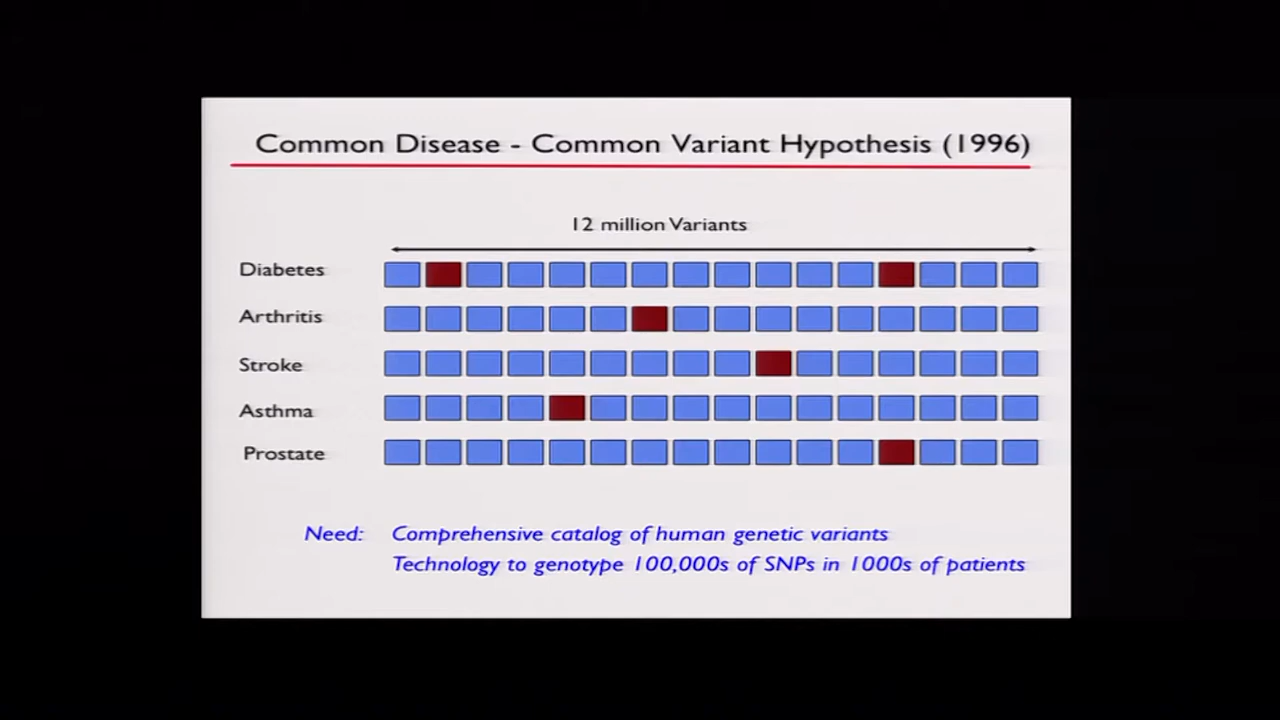 Common Disease - Common Variant Hypothesis (1996)
12 million Variants
Diabetes
Arthritis
Stroke
Asthma
Prostate
Need: Comprehensive catalog of human genetic variants
Technology to genotype 100,000s of SNPs in 1000s of patients